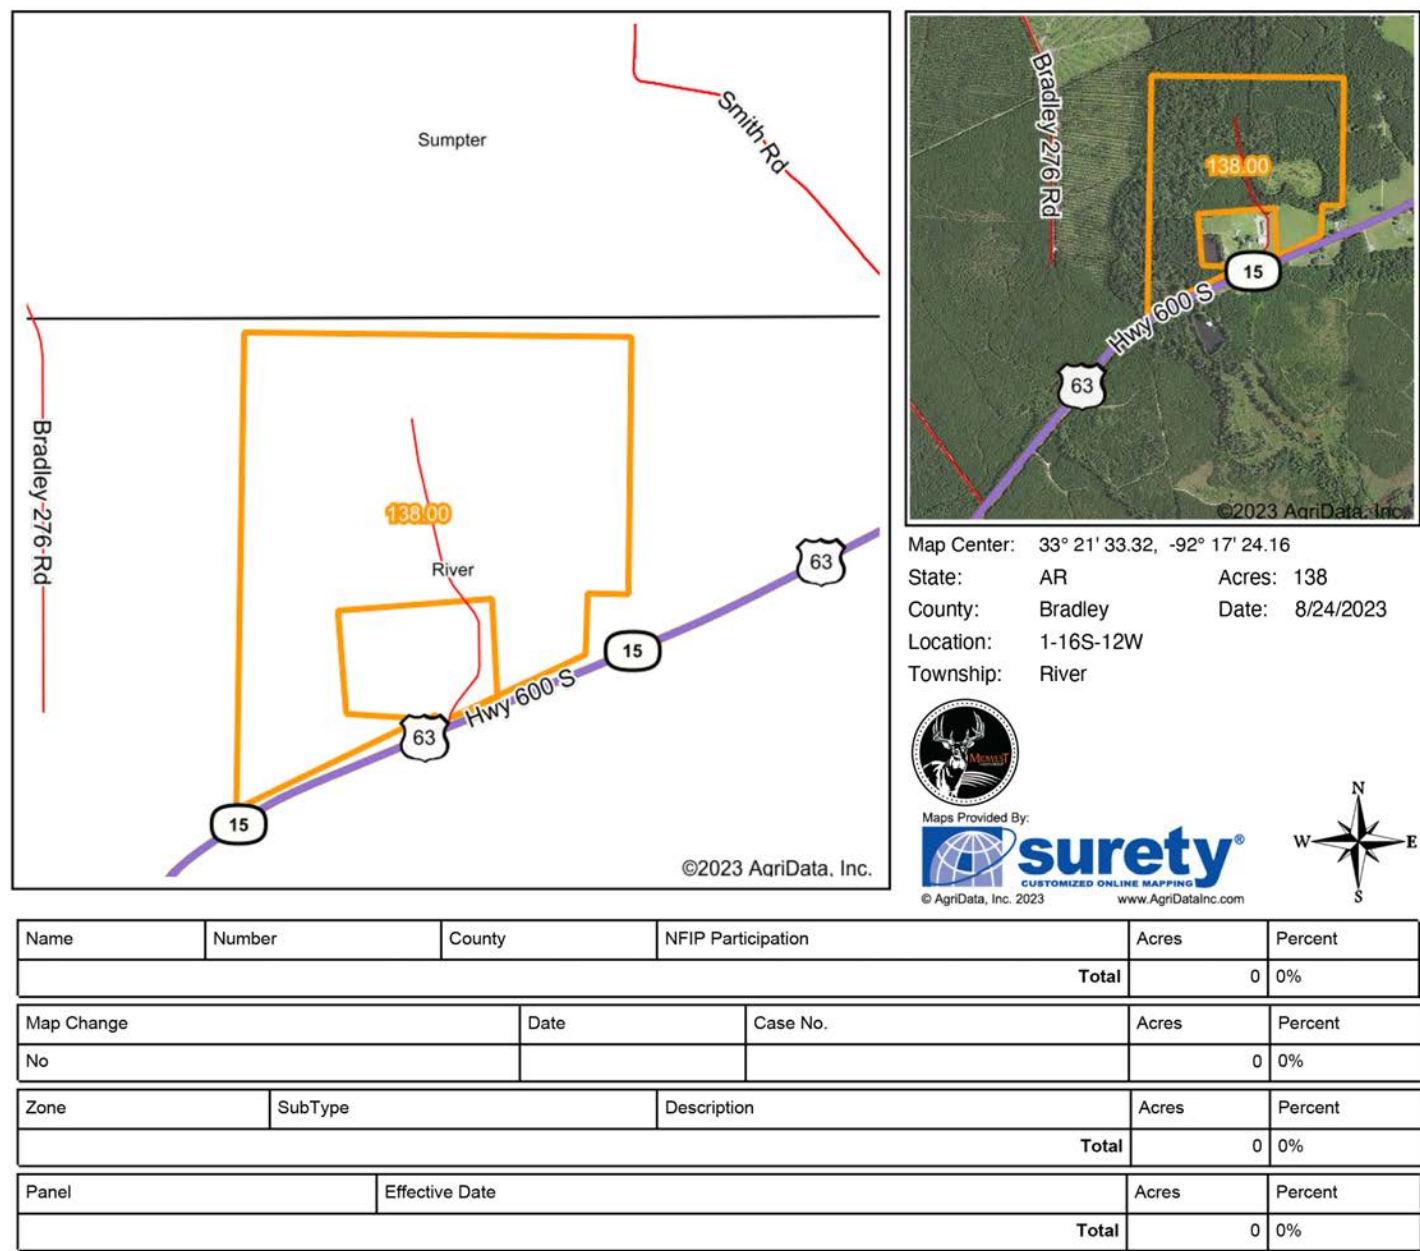 Sumpter
Smith Rd
Bradley 276 Rd
138.00
River
63
15
Hwy 600 S
63
15
©2023 AgriData, Inc.
Bradley 276 Rd
138.00
15
Hwy 600 S
63
©2023 AgriData, Inc.
Map Center: 33° 21' 33.32, -92° 17' 24.16
State: AR Acres: 138
County: Bradley Date: 8/24/2023
Location: 1-16S-12W
Township: River
MIDWEST
Maps Provided By:
surety®
CUSTOMIZED ONLINE MAPPING
© AgriData, Inc. 2023 www.AgriDataInc.com
N
W E
S
Name Number County NFIP Participation Acres Percent
Total 0 0%
Map Change Date Case No. Acres Percent
No 0 0%
Zone SubType Description Acres Percent
Total 0 0%
Panel Effective Date Acres Percent
Total 0 0%